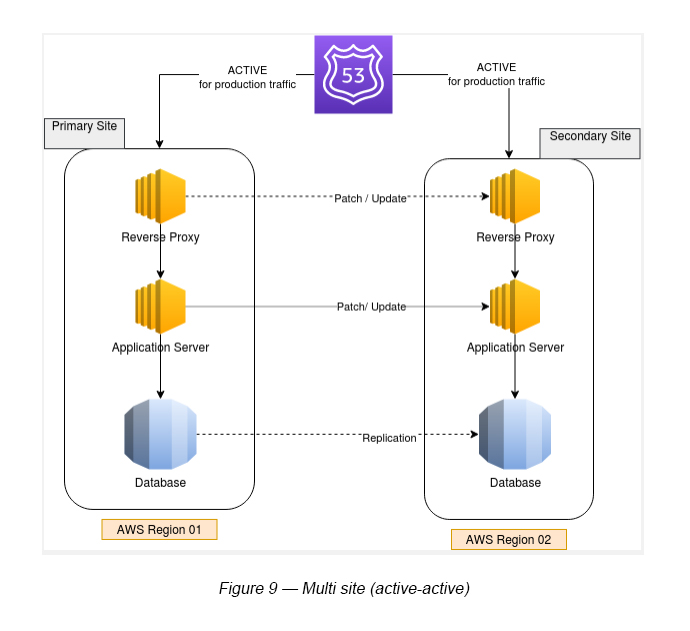 53
ACTIVE
for production traffic
ACTIVE
for production traffic
Primary Site
Secondary Site
Patch / Update
Reverse Proxy
Reverse Proxy
Patch/ Update
Application Server
Application Server
Replication
Database
Database
AWS Region 01
AWS Region 02
Figure 9 — Multi site (active-active)